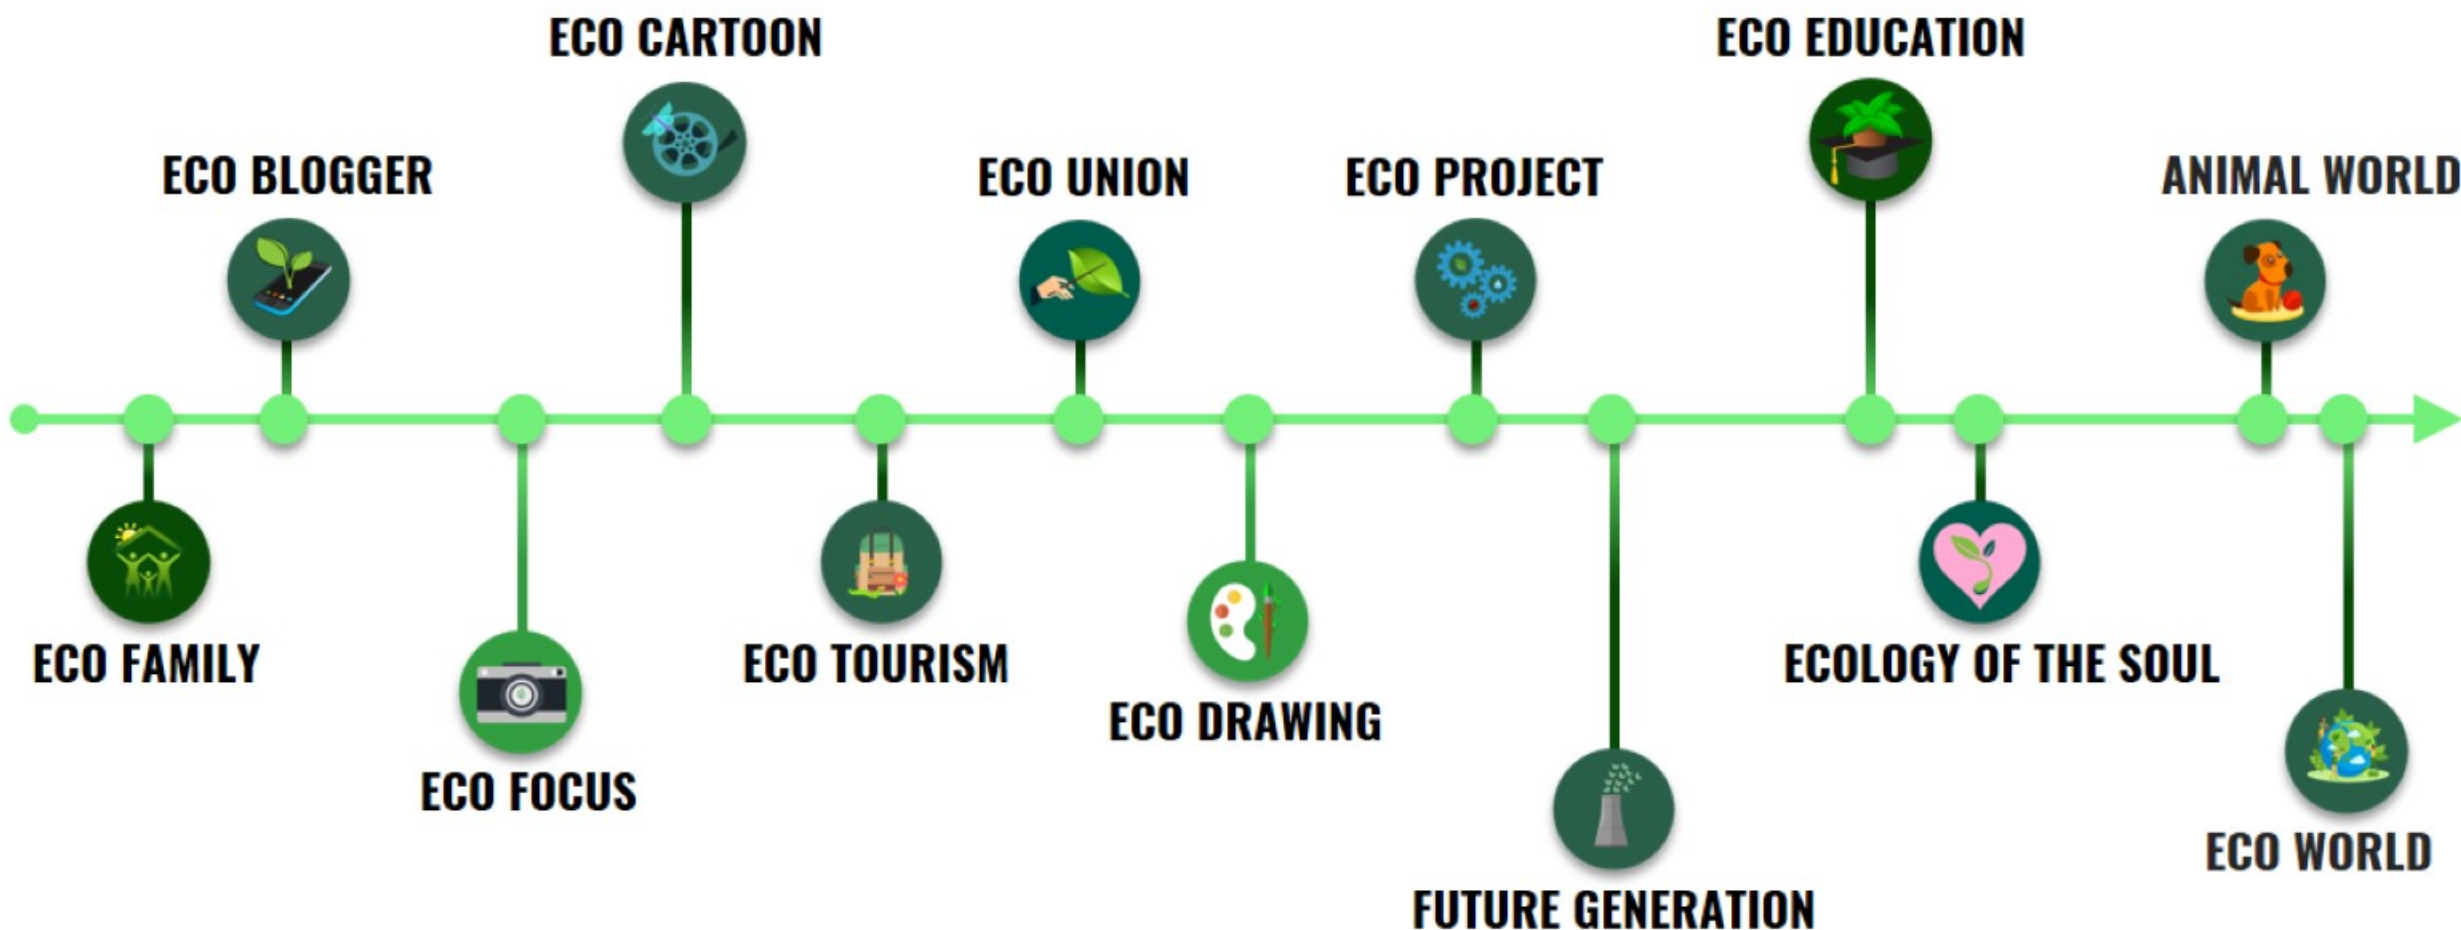 ECO CARTOON
ECO EDUCATION
ECO BLOGGER
ECO UNION
ECO PROJECT
ANIMAL WORLD
ECO FAMILY
ECO TOURISM
ECOLOGY OF THE SOUL
ECO DRAWING
ECO FOCUS
ECO WORLD
FUTURE GENERATION